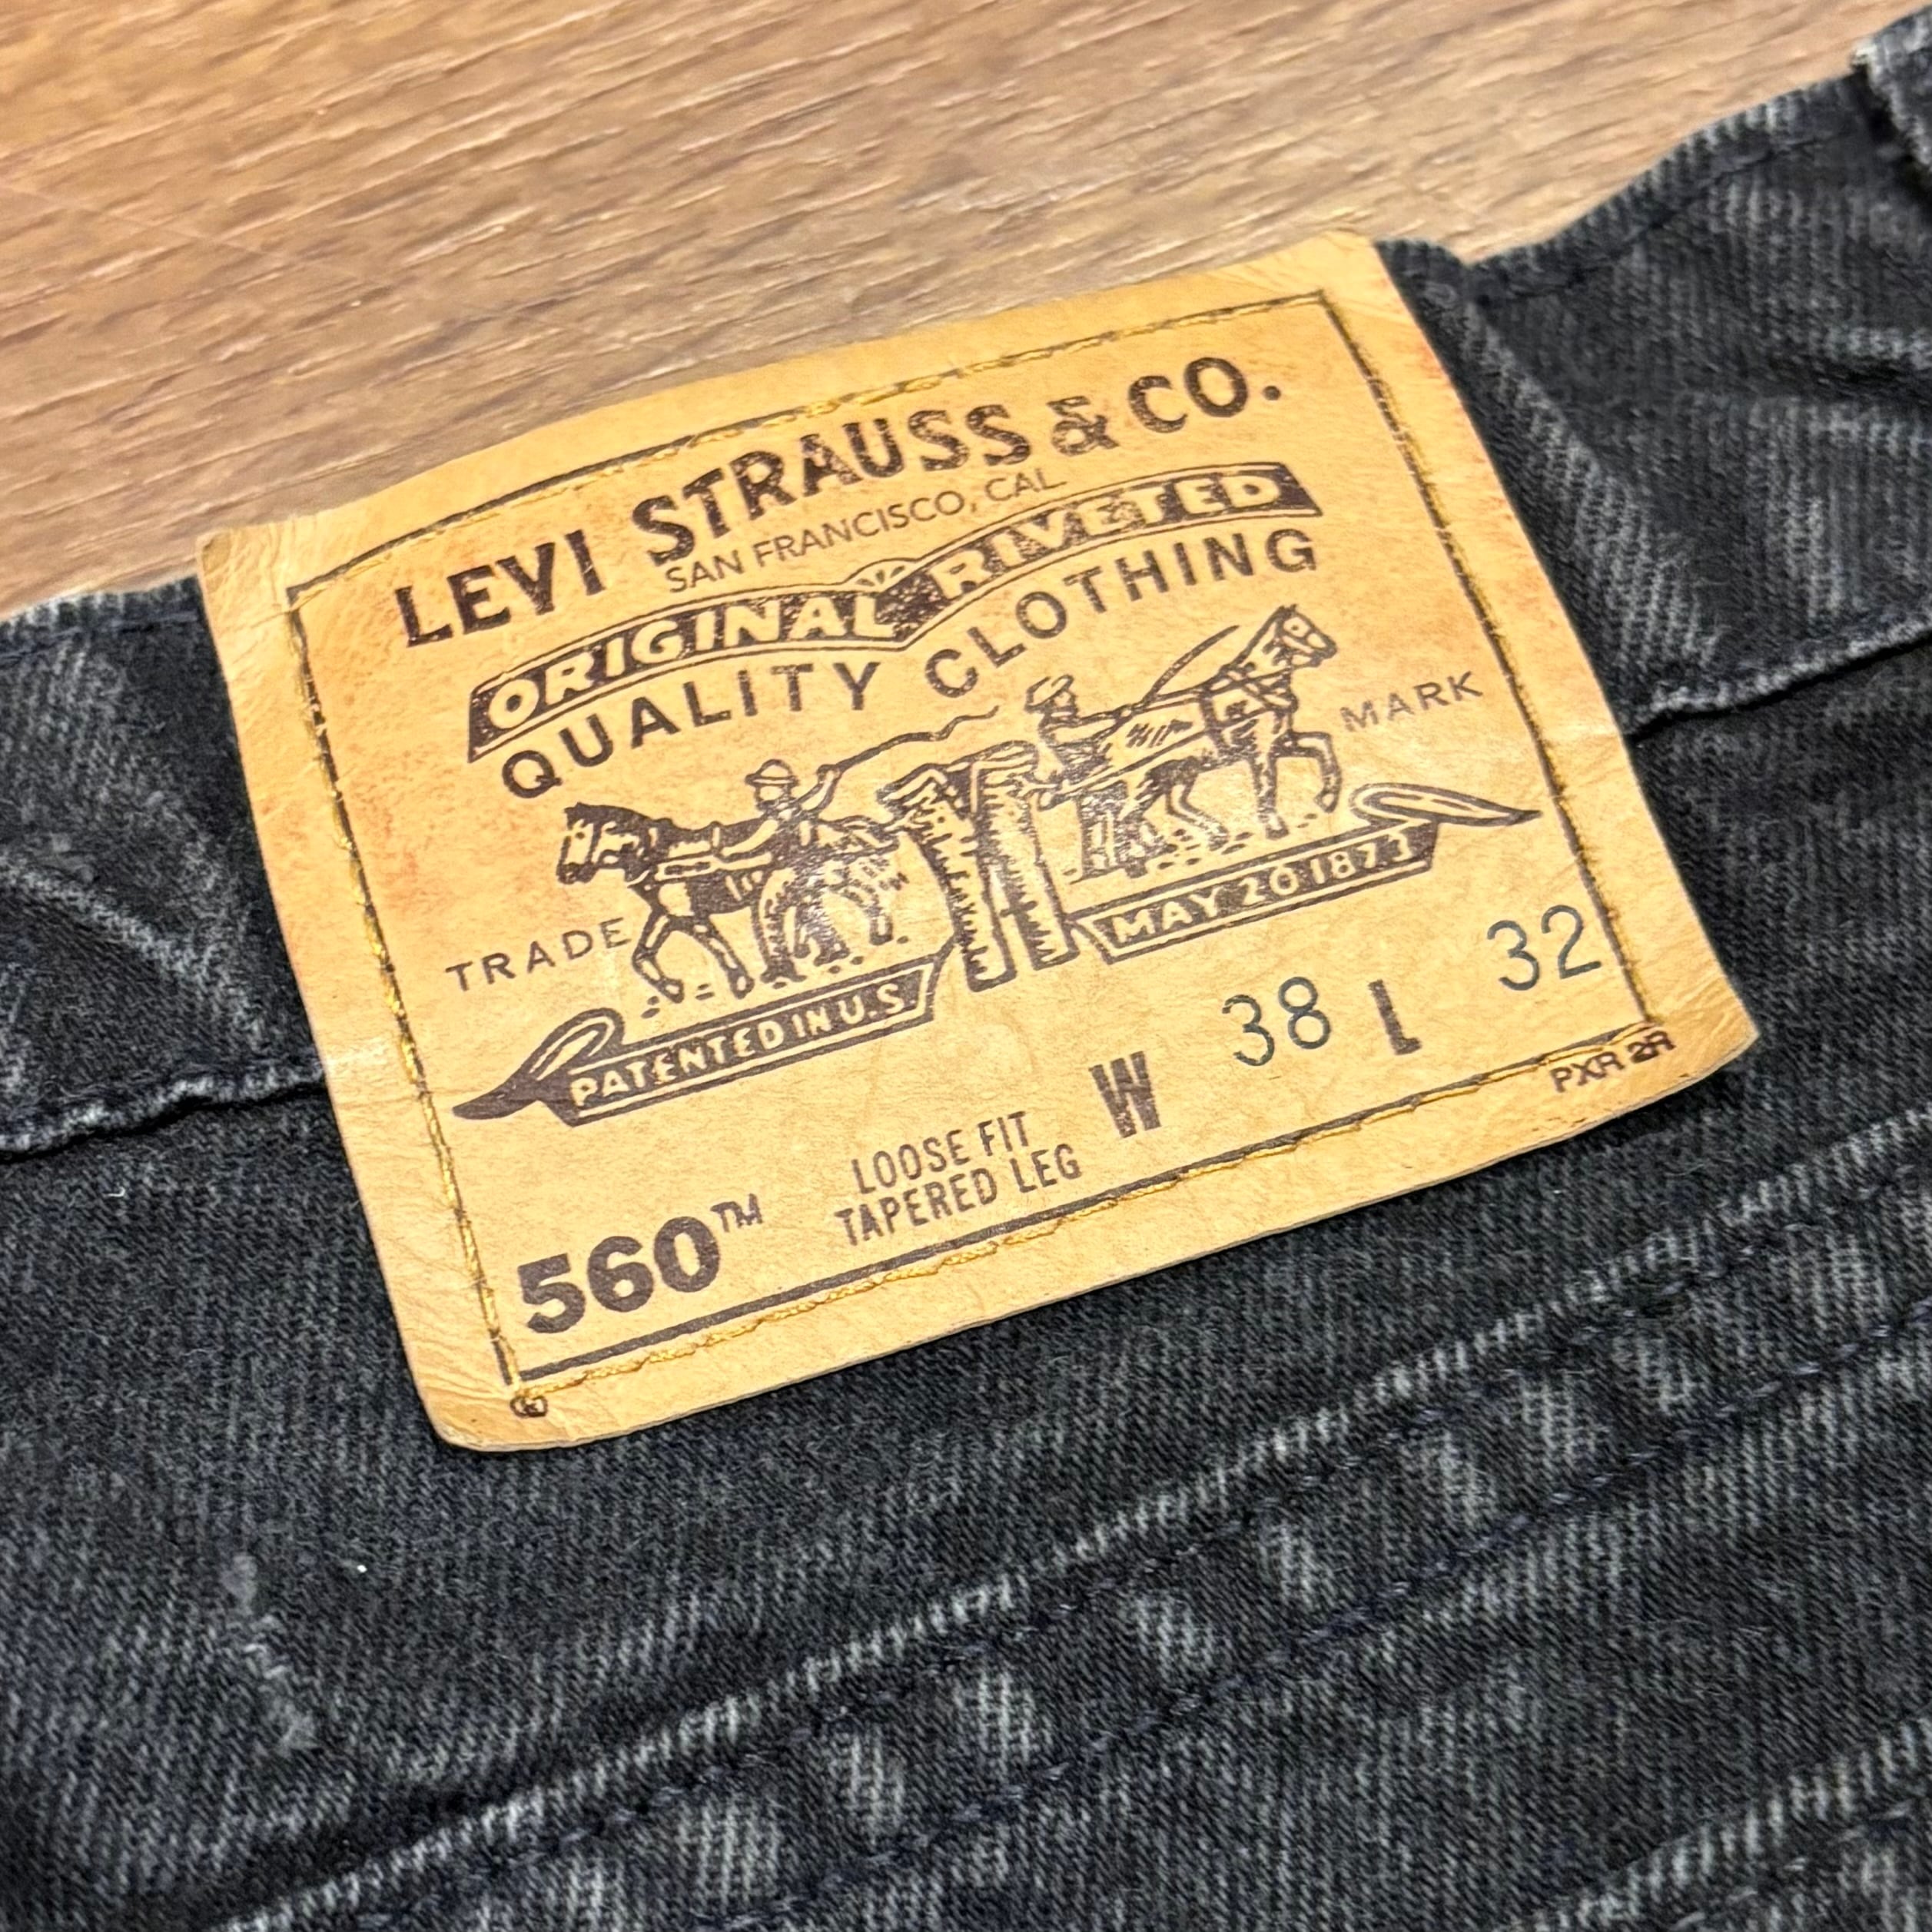 LEVI STRAUSS & CO.
SAN FRANCISCO, CAL
ORIGINAL RIVETED
QUALITY CLOTHING
TRADE MARK
PATENTED IN U.S. MAY 20 1873
W 38 L 32
560™ LOOSE FIT
TAPERED LEG
PXR 2R